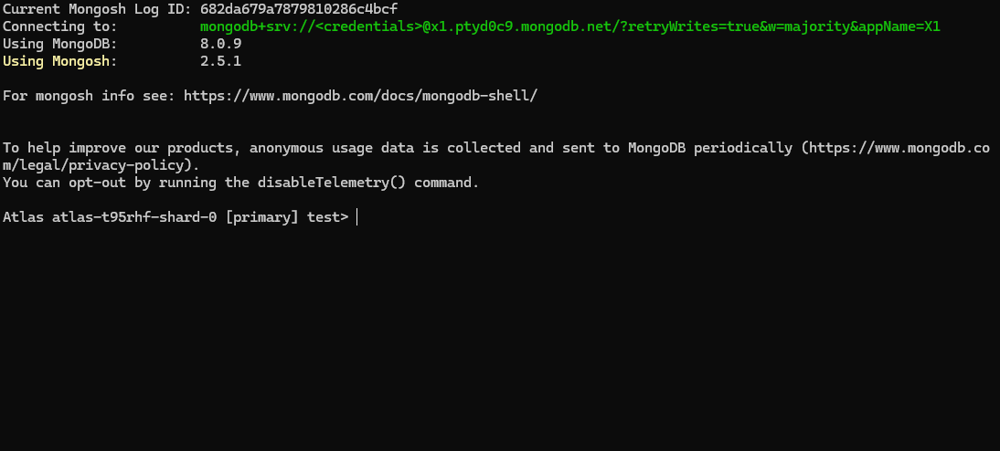 Current Mongosh Log ID: 682da679a7879810286c4bcf
Connecting to: mongodb+srv://<credentials>@x1.ptyd0c9.mongodb.net/?retryWrites=true&w=majority&appName=X1
Using MongoDB: 8.0.9
Using Mongosh: 2.5.1
For mongosh info see: https://www.mongodb.com/docs/mongodb-shell/
To help improve our products, anonymous usage data is collected and sent to MongoDB periodically (https://www.mongodb.co
m/legal/privacy-policy).
You can opt-out by running the disableTelemetry() command.
Atlas atlas-t95rhf-shard-0 [primary] test>